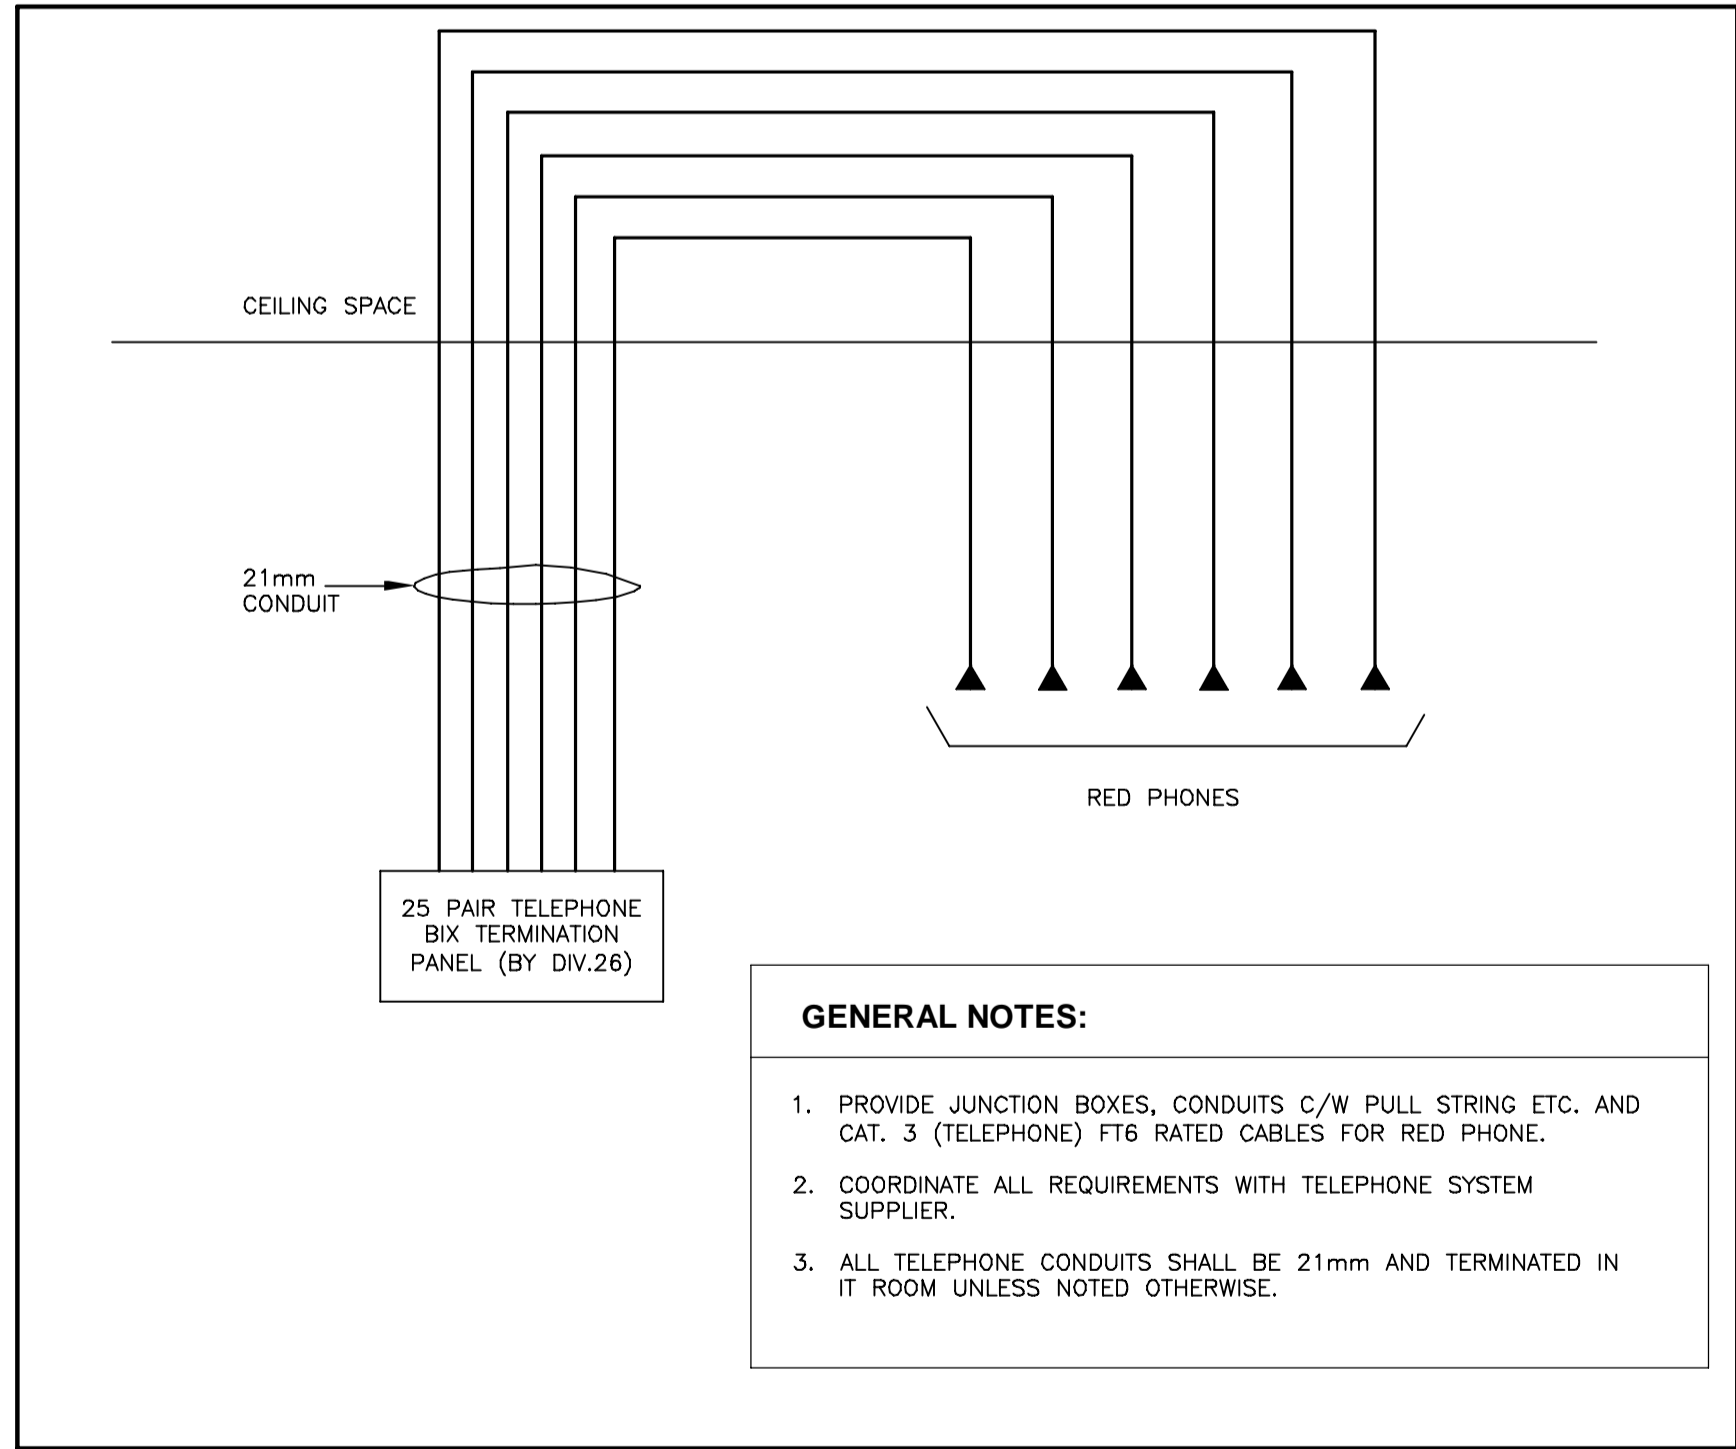 CEILING SPACE
21mm
CONDUIT
RED PHONES
25 PAIR TELEPHONE
BIX TERMINATION
PANEL (BY DIV.26)
GENERAL NOTES:
1. PROVIDE JUNCTION BOXES, CONDUITS C/W PULL STRING ETC. AND
CAT. 3 (TELEPHONE) FT6 RATED CABLES FOR RED PHONE.
2. COORDINATE ALL REQUIREMENTS WITH TELEPHONE SYSTEM
SUPPLIER.
3. ALL TELEPHONE CONDUITS SHALL BE 21mm AND TERMINATED IN
IT ROOM UNLESS NOTED OTHERWISE.